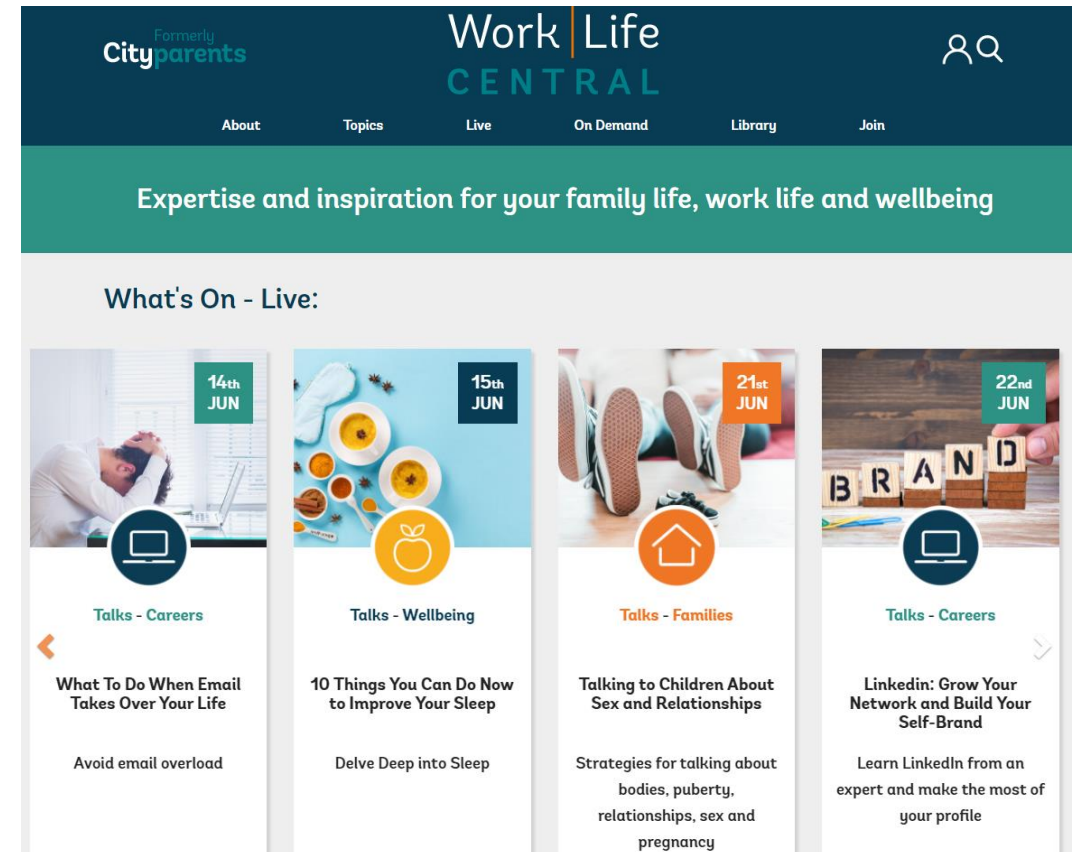 Formerly
Cityparents
Work Life
CENTRAL
About Topics Live On Demand Library Join
Expertise and inspiration for your family life, work life and wellbeing
What's On - Live:
14th
JUN
Talks - Careers
What To Do When Email
Takes Over Your Life
Avoid email overload
15th
JUN
Talks - Wellbeing
10 Things You Can Do Now
to Improve Your Sleep
Delve Deep into Sleep
21st
JUN
Talks - Families
Talking to Children About
Sex and Relationships
Strategies for talking about
bodies, puberty,
relationships, sex and
pregnancy
22nd
JUN
BRAND
Talks - Careers
Linkedin: Grow Your
Network and Build Your
Self-Brand
Learn LinkedIn from an
expert and make the most of
your profile